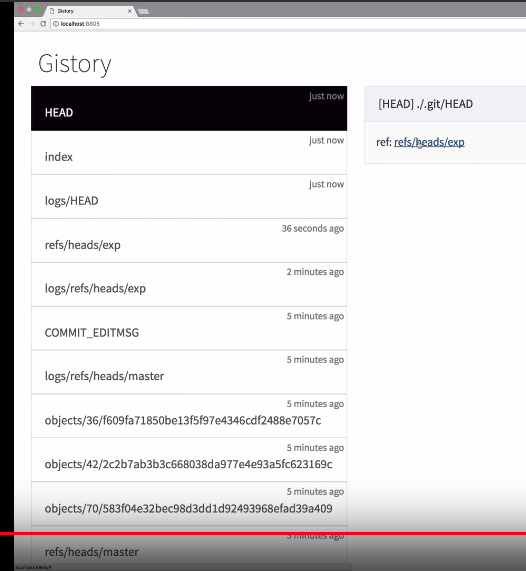 Gistory
localhost:8805
Gistory
just now
HEAD
just now
index
just now
logs/HEAD
36 seconds ago
refs/heads/exp
2 minutes ago
logs/refs/heads/exp
5 minutes ago
COMMIT_EDITMSG
5 minutes ago
logs/refs/heads/master
5 minutes ago
objects/36/f609fa71850be13f5f97e4346cdf2488e7057c
5 minutes ago
objects/42/2c2b7ab3b3c668038da977e4e93a5fc623169c
5 minutes ago
objects/70/583f04e32bec98d3dd1d92493968efad39a409
5 minutes ago
refs/heads/master
[HEAD] ./.git/HEAD
ref: refs/heads/exp